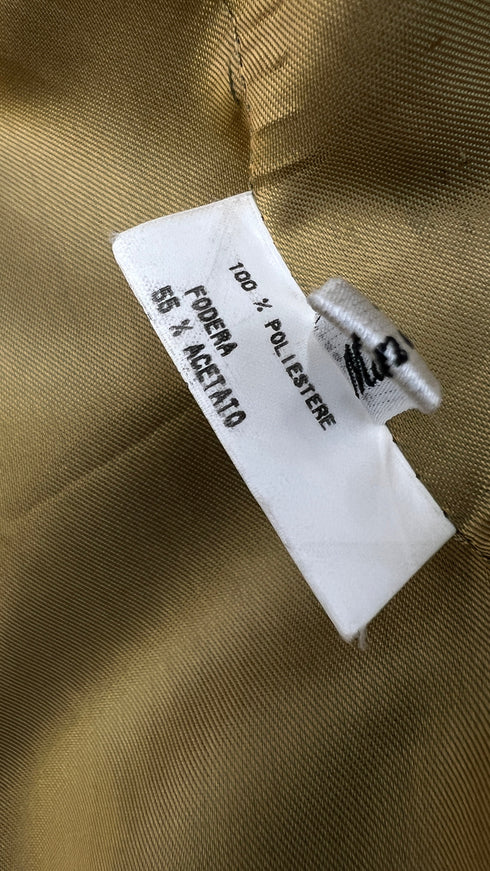 100 % POLIESTERE
FODERA
55 % ACETATO